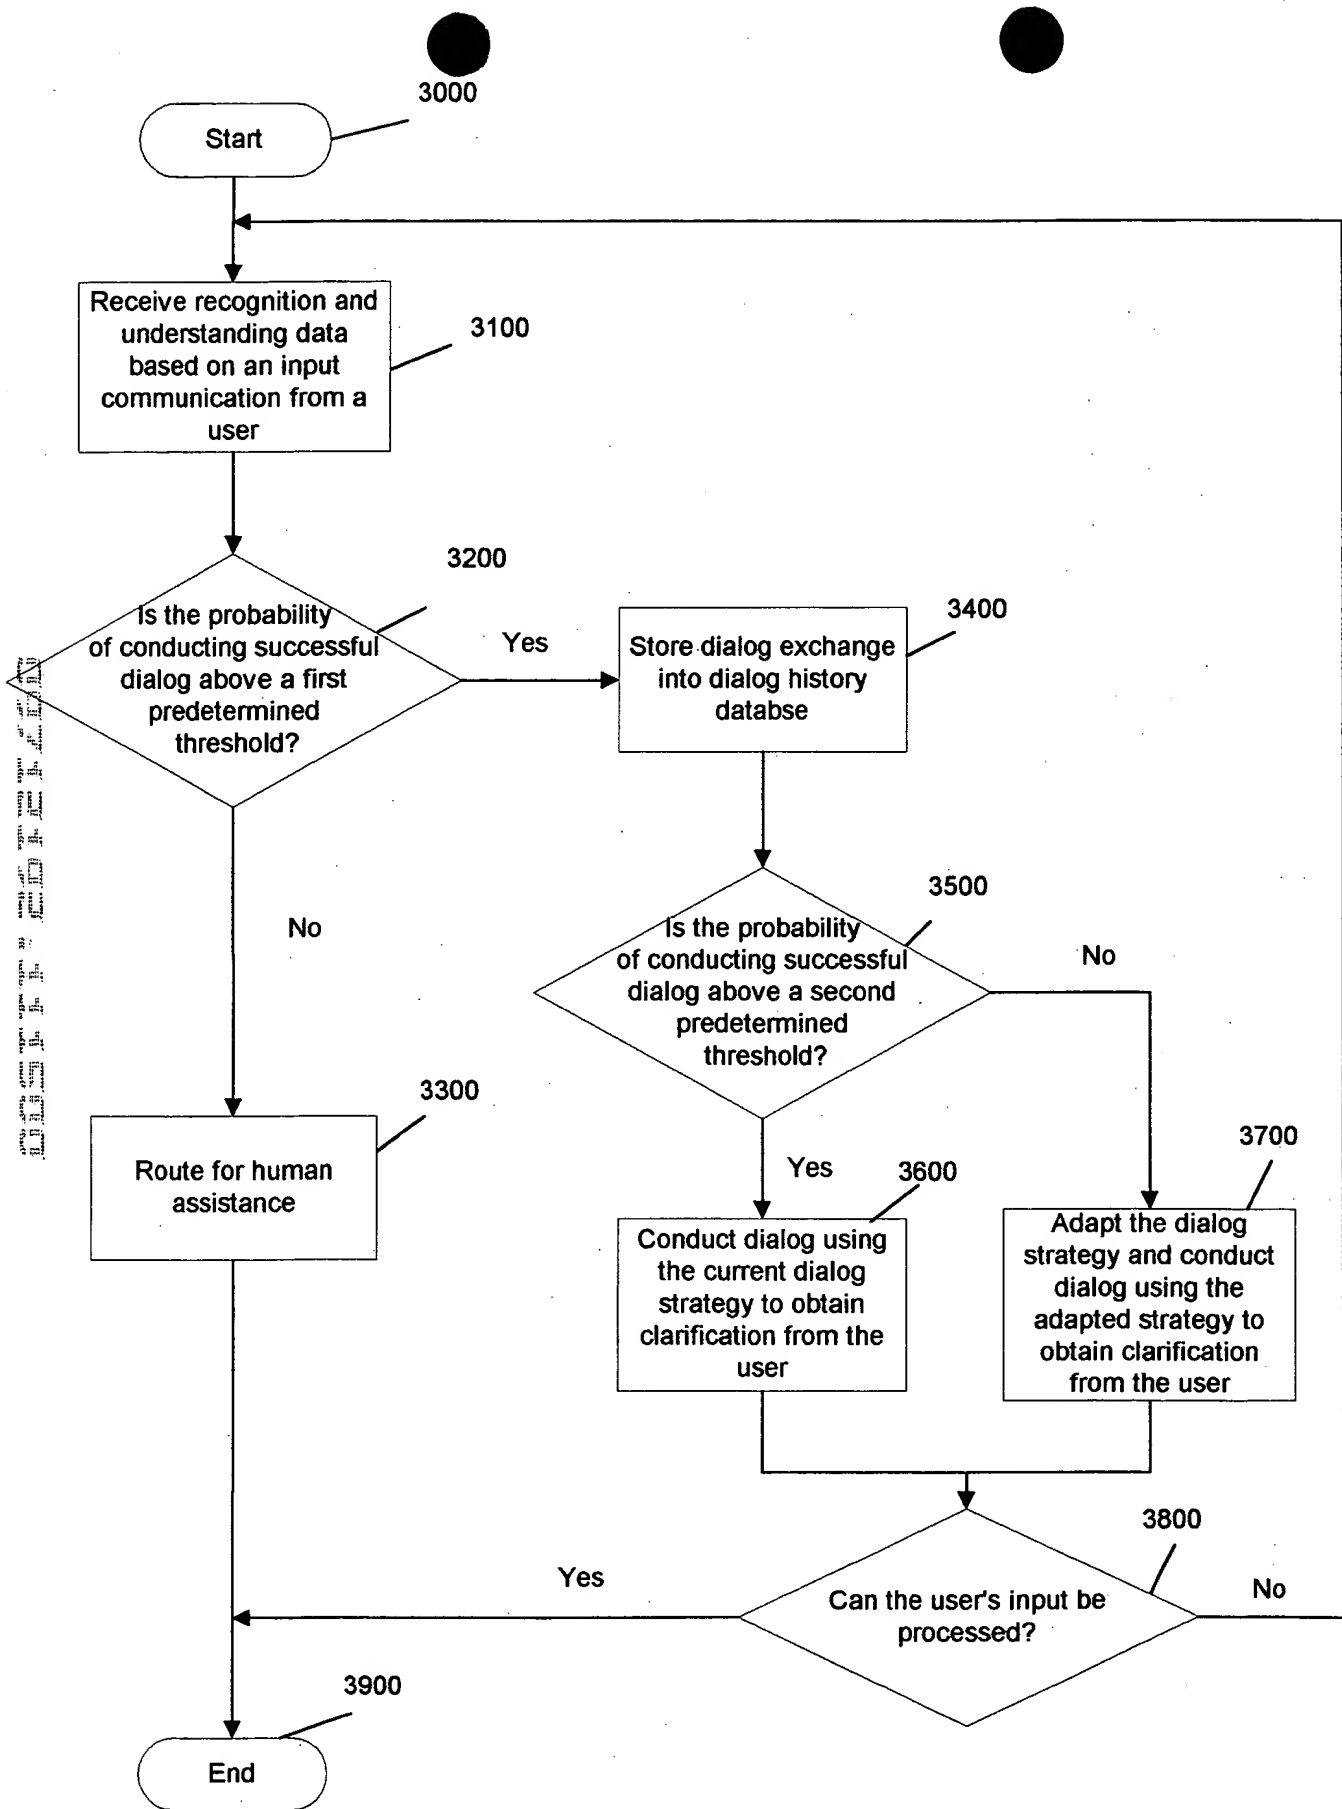 3000
Start
Receive recognition and
understanding data
based on an input
communication from a
user
3100
3200
Is the probability
of conducting successful
dialog above a first
predetermined
threshold?
Yes
3400
Store dialog exchange
into dialog history
databse
No
3500
Is the probability
of conducting successful
dialog above a second
predetermined
threshold?
No
3300
Route for human
assistance
Yes
3600
Conduct dialog using
the current dialog
strategy to obtain
clarification from the
user
3700
Adapt the dialog
strategy and conduct
dialog using the
adapted strategy to
obtain clarification
from the user
3800
Can the user's input be
processed?
Yes
No
3900
End